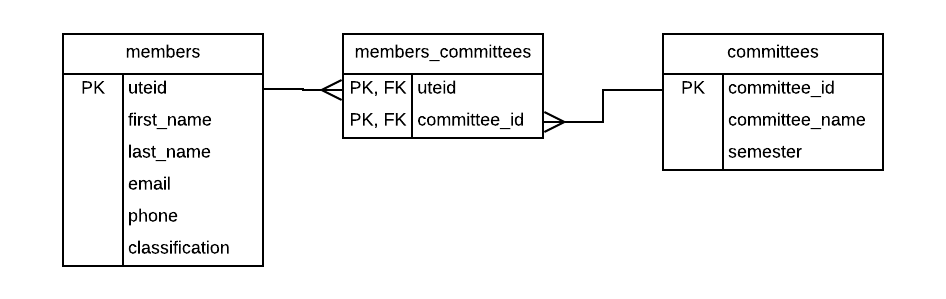 members
PK uteid
first_name
last_name
email
phone
classification
members_committees
PK, FK uteid
PK, FK committee_id
committees
PK committee_id
committee_name
semester